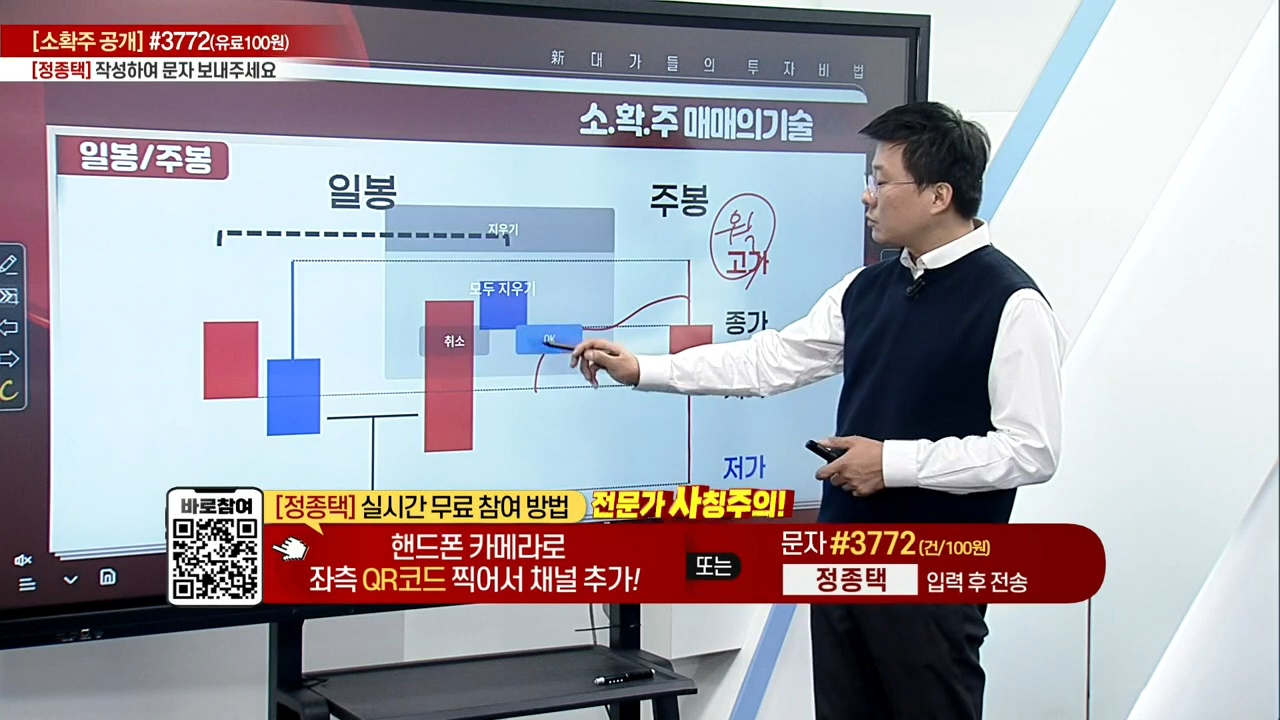 [소확주 공개] #3772(유료100원)
[정종택] 작성하여 문자 보내주세요
新 대 가 들 의 투 자 비 법
소.확.주 매매의기술
일봉/주봉
일봉
주봉
월
지우기
고가
모두 지우기
종가
취소
OK
저가
바로참여
[정종택] 실시간 무료 참여 방법
전문가 사칭주의!
핸드폰 카메라로
좌측 QR코드 찍어서 채널 추가!
또는
문자 #3772 (건/100원)
정종택 입력 후 전송